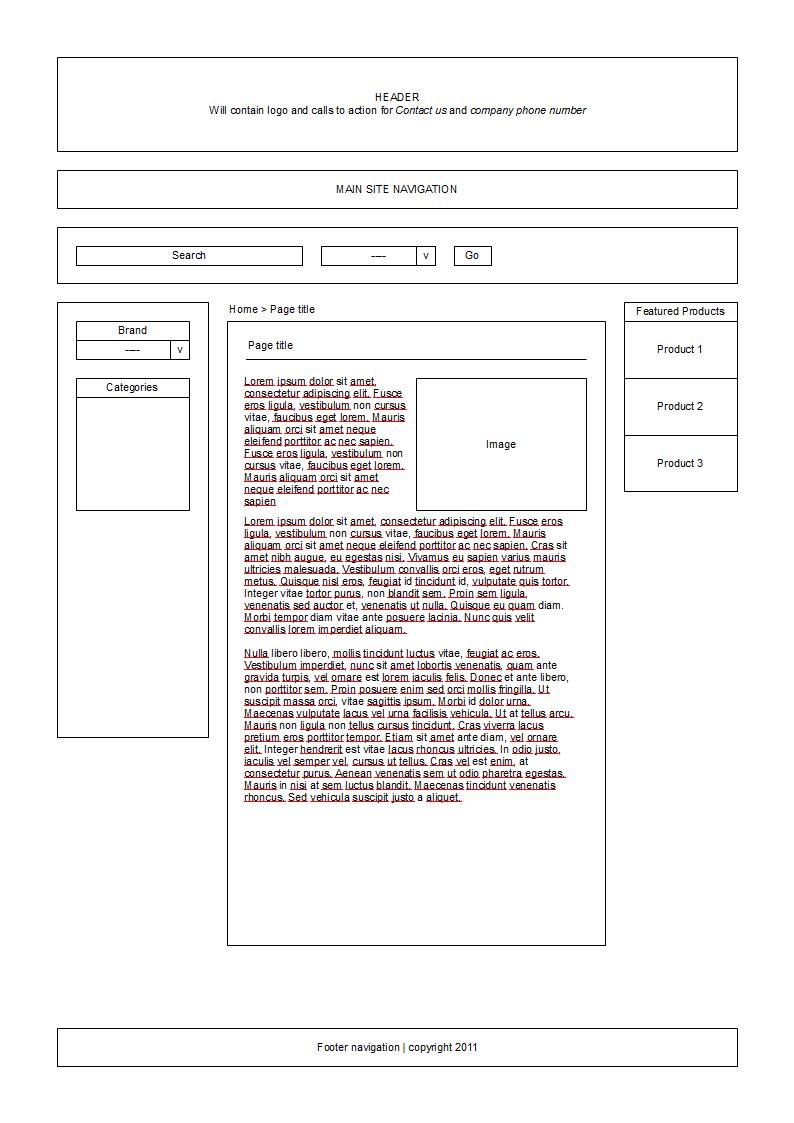 HEADER
Will contain logo and calls to action for Contact us and company phone number
MAIN SITE NAVIGATION
Search
----
v
Go
Brand
----
v
Categories
Home > Page title
Page title
Lorem ipsum dolor sit amet,
consectetur adipiscing elit. Fusce
eros ligula, vestibulum non cursus
vitae, faucibus eget lorem. Mauris
aliquam orci sit amet neque
eleifend porttitor ac nec sapien.
Fusce eros ligula, vestibulum non
cursus vitae, faucibus eget lorem.
Mauris aliquam orci sit amet
neque eleifend porttitor ac nec
sapien
Image
Lorem ipsum dolor sit amet, consectetur adipiscing elit. Fusce eros
ligula, vestibulum non cursus vitae, faucibus eget lorem. Mauris
aliquam orci sit amet neque eleifend porttitor ac nec sapien. Cras sit
amet nibh augue, eu egestas nisi. Vivamus eu sapien varius mauris
ultricies malesuada. Vestibulum convallis orci eros, eget rutrum
metus. Quisque nisl eros, feugiat id tincidunt id, vulputate quis tortor.
Integer vitae tortor purus, non blandit sem. Proin sem ligula,
venenatis sed auctor et, venenatis ut nulla. Quisque eu quam diam.
Morbi tempor diam vitae ante posuere lacinia. Nunc quis velit
convallis lorem imperdiet aliquam.
Nulla libero libero, mollis tincidunt luctus vitae, feugiat ac eros.
Vestibulum imperdiet, nunc sit amet lobortis venenatis, quam ante
gravida turpis, vel ornare est lorem iaculis felis. Donec et ante libero,
non porttitor sem. Proin posuere enim sed orci mollis fringilla. Ut
suscipit massa orci, vitae sagittis ipsum. Morbi id dolor urna.
Maecenas vulputate lacus vel urna facilisis vehicula. Ut at tellus arcu.
Mauris non ligula non tellus cursus tincidunt. Cras viverra lacus
pretium eros porttitor tempor. Etiam sit amet ante diam, vel ornare
elit. Integer hendrerit est vitae lacus rhoncus ultricies. In odio justo,
iaculis vel semper vel, cursus ut tellus. Cras vel est enim, at
consectetur purus. Aenean venenatis sem ut odio pharetra egestas.
Mauris in nisi at sem luctus blandit. Maecenas tincidunt venenatis
rhoncus. Sed vehicula suscipit justo a aliquet.
Featured Products
Product 1
Product 2
Product 3
Footer navigation | copyright 2011